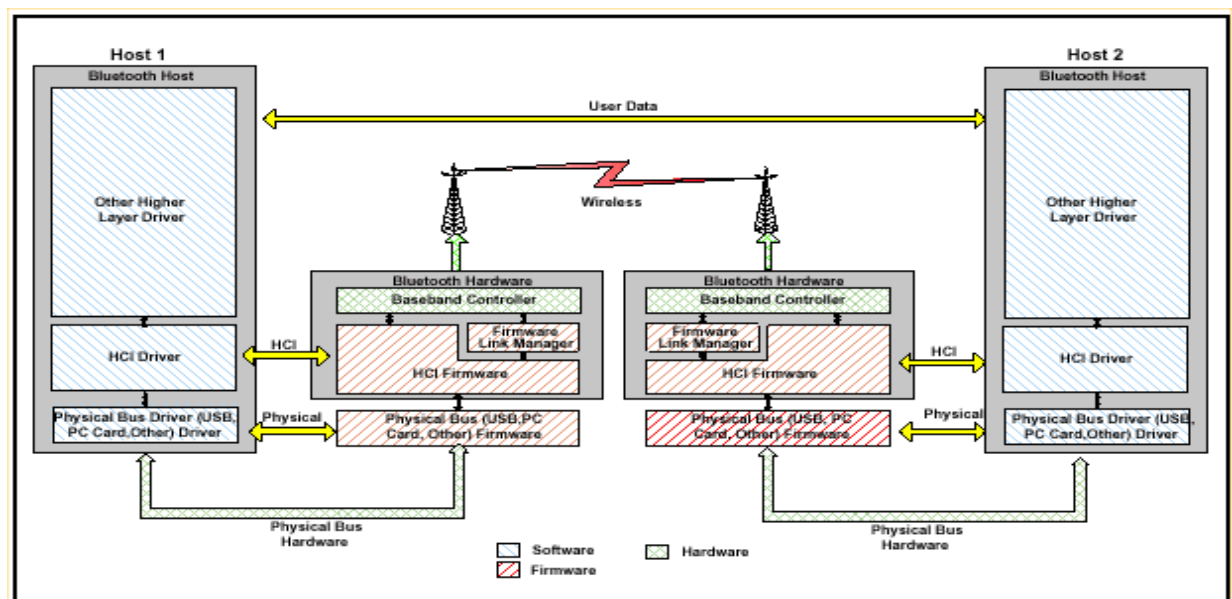 Host 1
Host 2
Bluetooth Host
Bluetooth Host
User Data
Wireless
Other Higher
Layer Driver
Other Higher
Layer Driver
Bluetooth Hardware
Bluetooth Hardware
Baseband Controller
Baseband Controller
Firmware
Link Manager
Firmware
Link Manager
HCI Driver
HCI
HCI Firmware
HCI Firmware
HCI
HCI Driver
Physical Bus Driver (USB,
PC Card,Other) Driver
Physical
Physical Bus (USB,PC
Card, Other) Firmware
Physical Bus (USB, PC
Card, Other) Firmware
Physical
Physical Bus Driver (USB,
PC Card,Other) Driver
Physical Bus
Hardware
Physical Bus
Hardware
Software
Hardware
Firmware